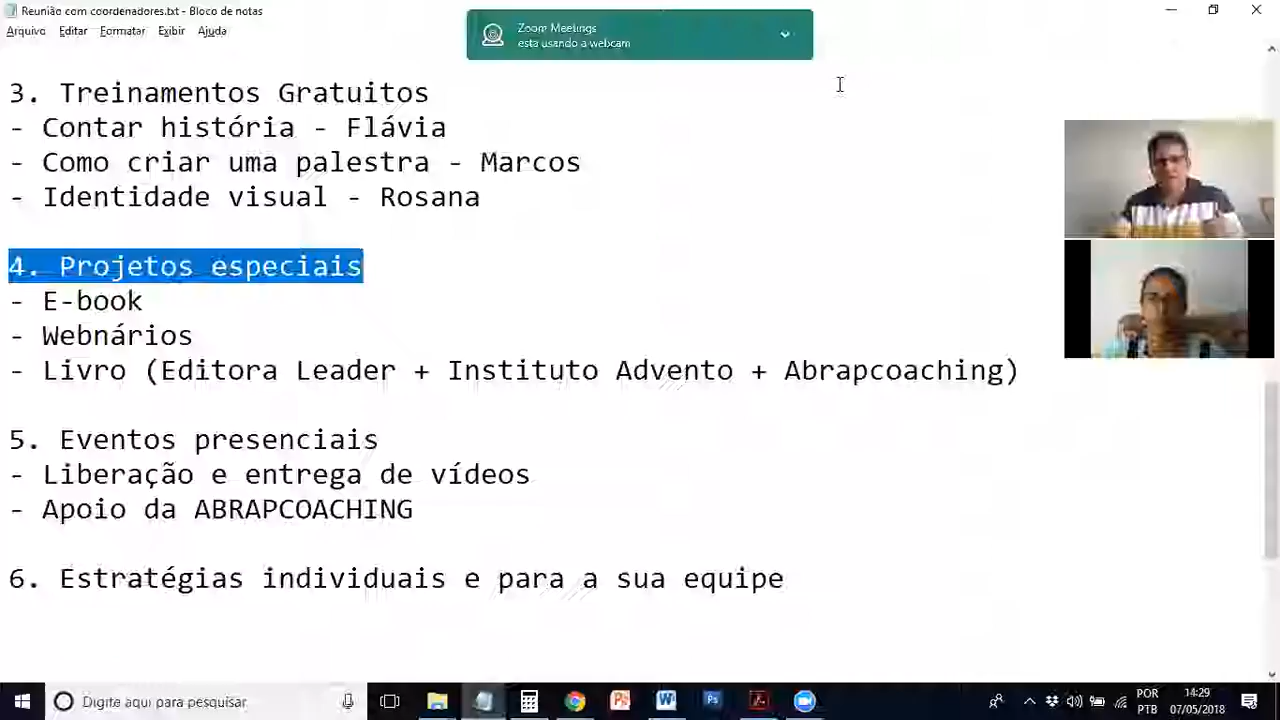 Reunião com coordenadores.txt - Bloco de notas
Arquivo Editar Formatar Exibir Ajuda
Zoom Meetings
está usando a webcam
3. Treinamentos Gratuitos
- Contar história - Flávia
- Como criar uma palestra - Marcos
- Identidade visual - Rosana
4. Projetos especiais
- E-book
- Webnários
- Livro (Editora Leader + Instituto Advento + Abrapcoaching)
5. Eventos presenciais
- Liberação e entrega de vídeos
- Apoio da ABRAPCOACHING
6. Estratégias individuais e para a sua equipe
Digite aqui para pesquisar
POR
PTB
14:29
07/05/2018